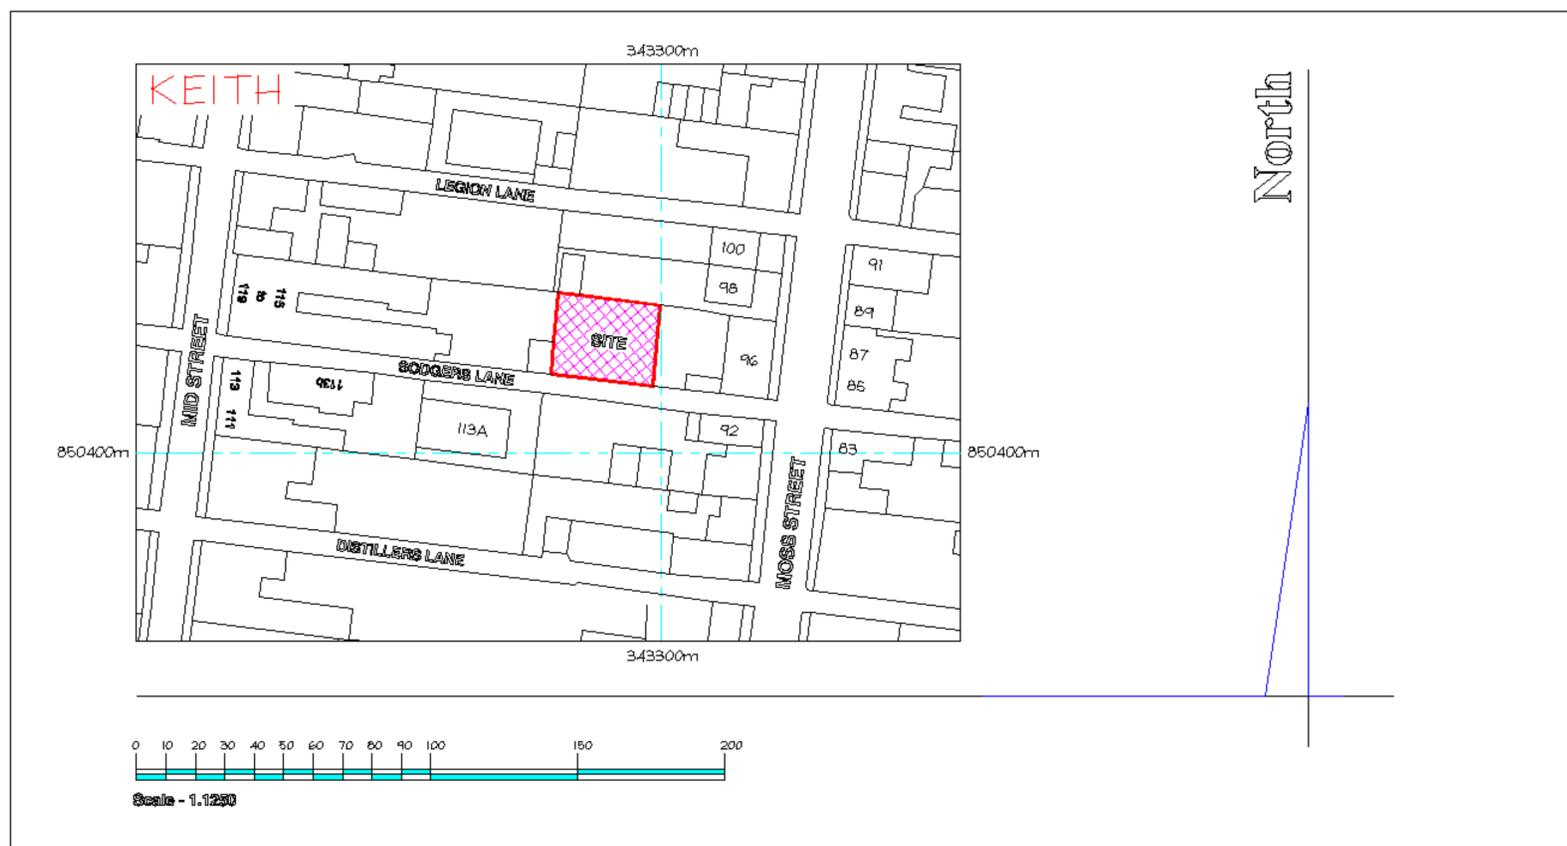 343300m
KEITH
North
LEGION LANE
100
91
98
115
to
119
89
SITE
MID STREET
96
87
SODGERS LANE
85
113
113b
111
113A
92
83
850400m
850400m
MOSS STREET
DISTILLERS LANE
343300m
0 10 20 30 40 50 60 70 80 90 100 150 200
Scale - 1.1250